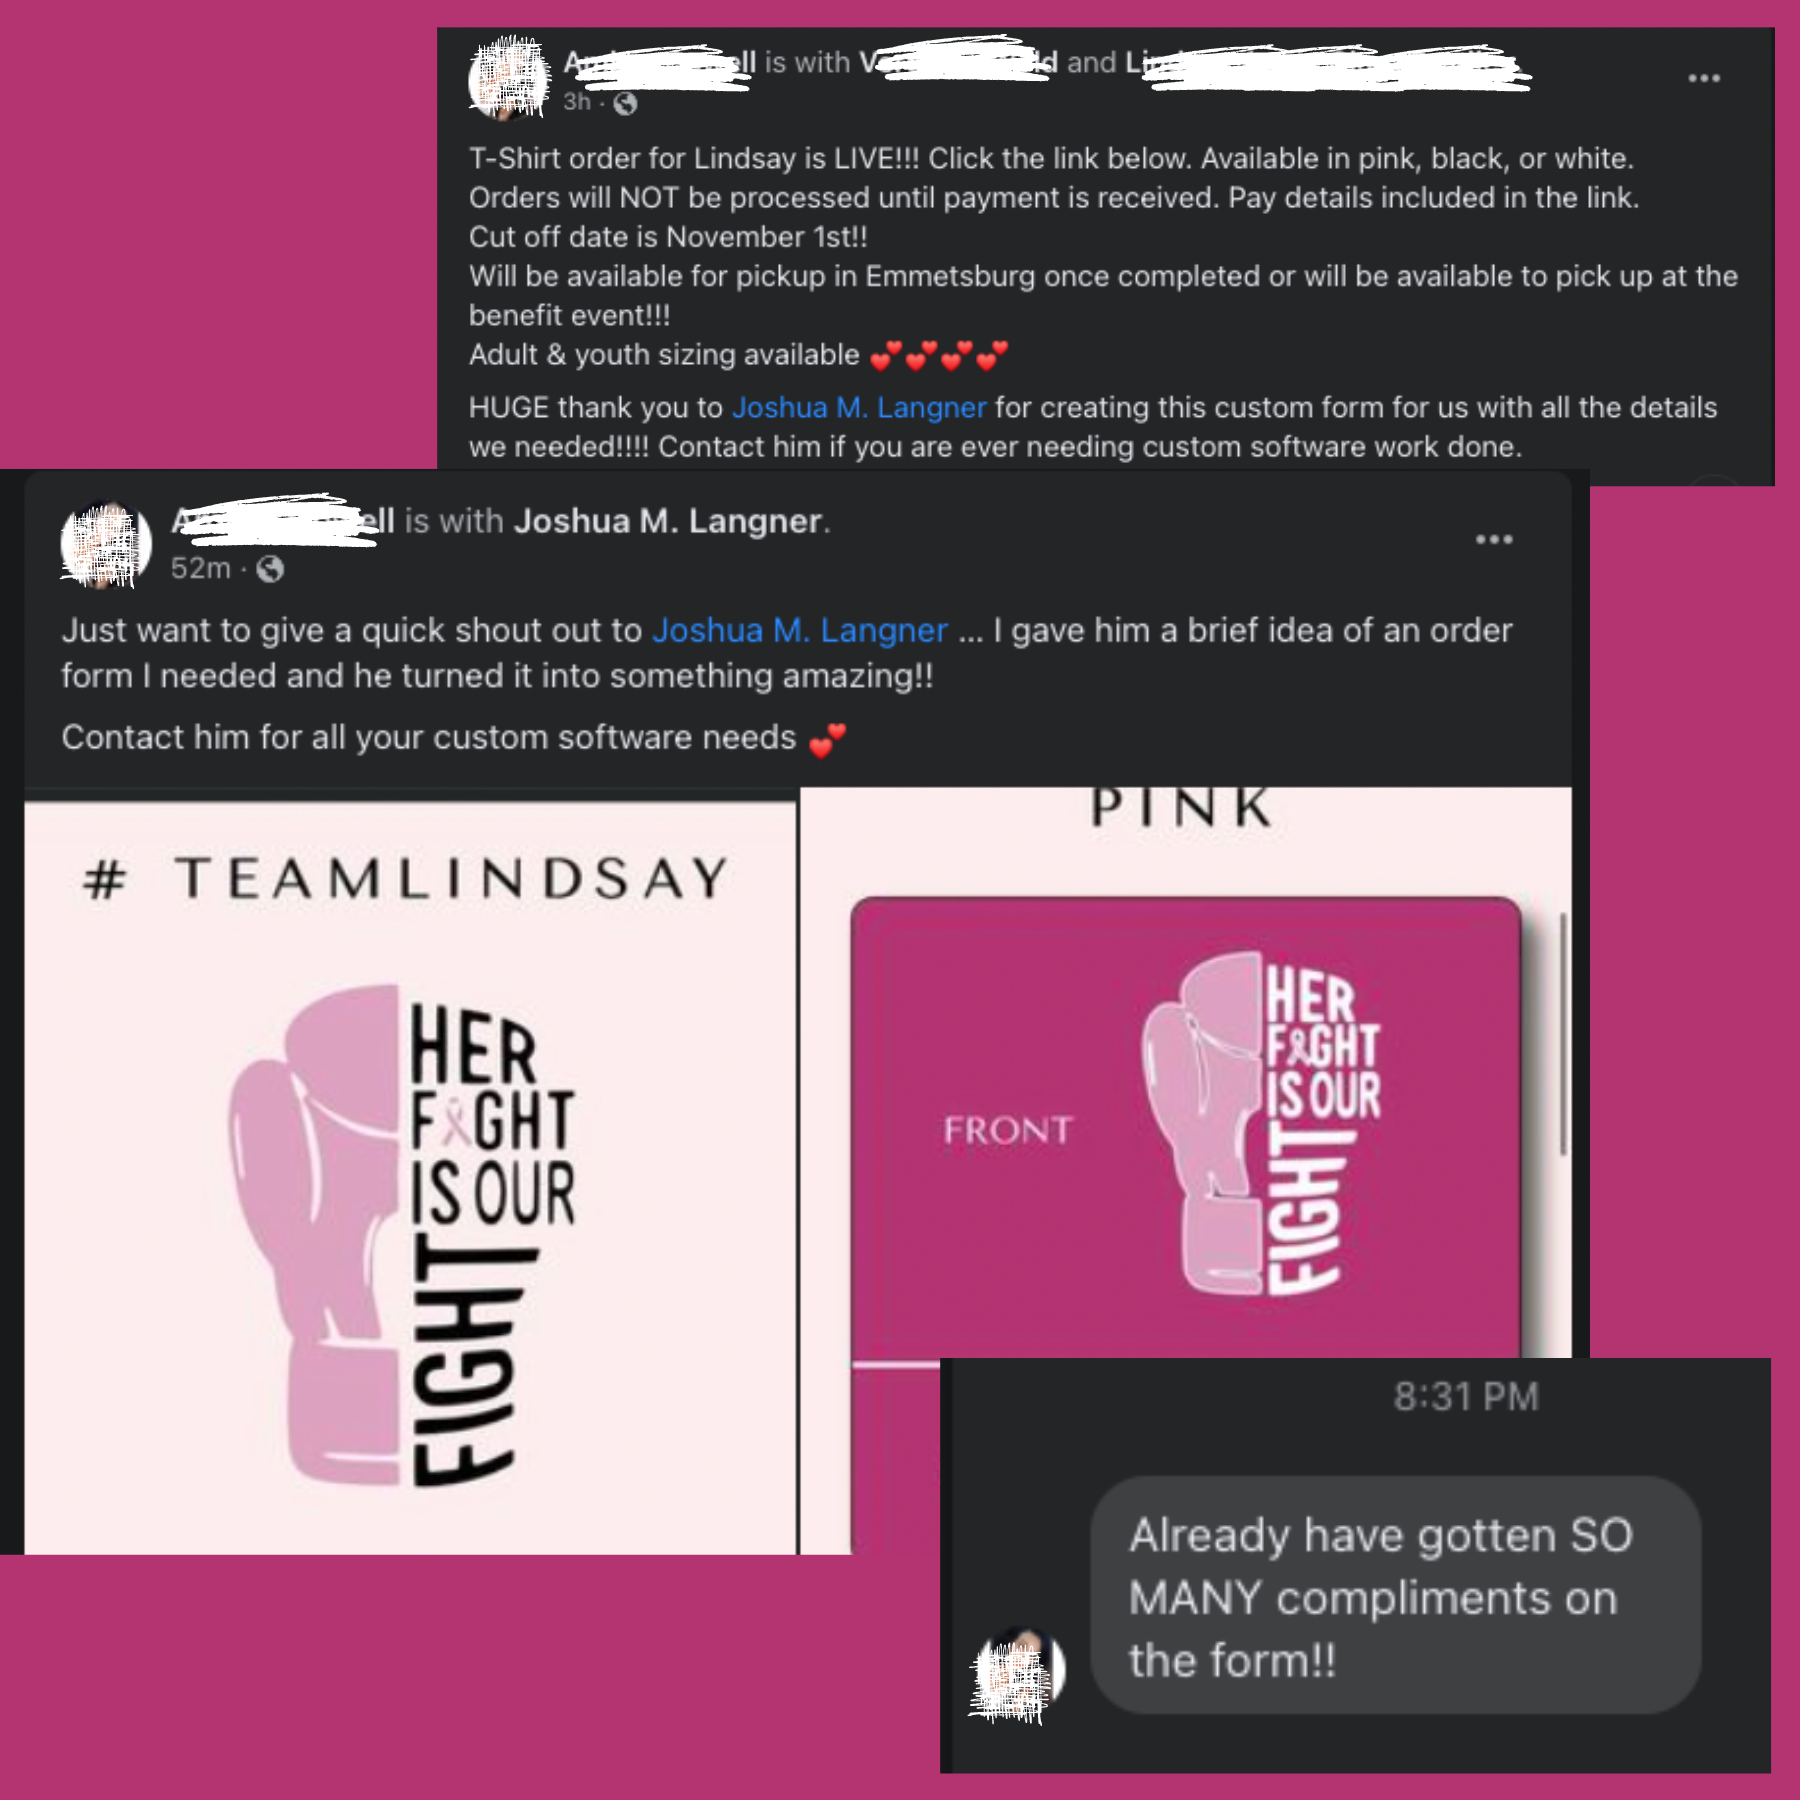 ell is with V d and Li
3h ·
T-Shirt order for Lindsay is LIVE!!! Click the link below. Available in pink, black, or white.
Orders will NOT be processed until payment is received. Pay details included in the link.
Cut off date is November 1st!!
Will be available for pickup in Emmetsburg once completed or will be available to pick up at the
benefit event!!!
Adult & youth sizing available 💕💕💕💕
HUGE thank you to Joshua M. Langner for creating this custom form for us with all the details
we needed!!!! Contact him if you are ever needing custom software work done.
ell is with Joshua M. Langner.
52m ·
Just want to give a quick shout out to Joshua M. Langner ... I gave him a brief idea of an order
form I needed and he turned it into something amazing!!
Contact him for all your custom software needs 💕
# TEAMLINDSAY
HER
FIGHT
IS OUR
FIGHT
PINK
FRONT
HER
FIGHT
IS OUR
FIGHT
8:31 PM
Already have gotten SO
MANY compliments on
the form!!